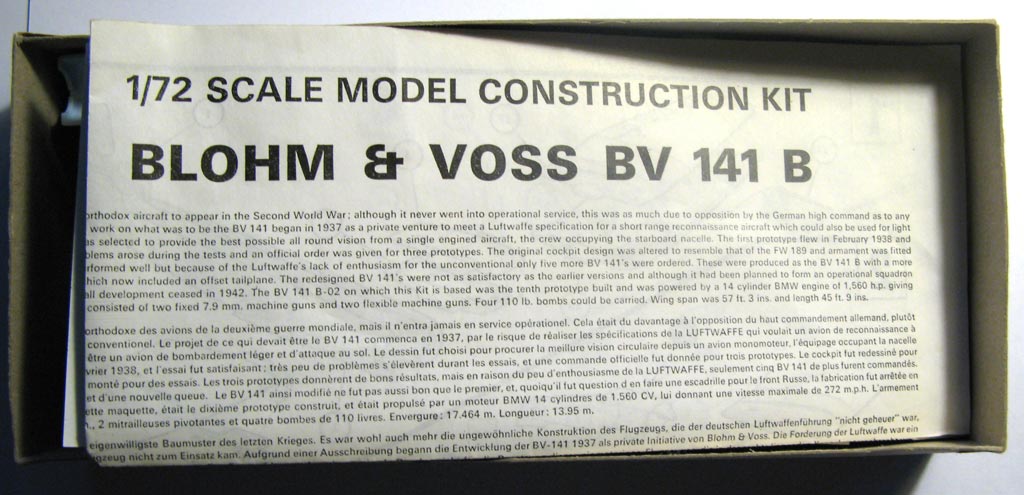 1/72 SCALE MODEL CONSTRUCTION KIT
BLOHM & VOSS BV 141 B
orthodox aircraft to appear in the Second World War; although it never went into operational service, this was as much due to opposition by the German high command as to any
work on what was to be the BV 141 began in 1937 as a private venture to meet a Luftwaffe specification for a short range reconnaissance aircraft which could also be used for light
as selected to provide the best possible all round vision from a single engined aircraft, the crew occupying the starboard nacelle. The first prototype flew in February 1938 and
blems arose during the tests and an official order was given for three prototypes. The original cockpit design was altered to resemble that of the FW 189 and armament was fitted
rformed well but because of the Luftwaffe's lack of enthusiasm for the unconventional only five more BV 141's were ordered. These were produced as the BV 141 B with a more
hich now included an offset tailplane. The redesigned BV 141's were not as satisfactory as the earlier versions and although it had been planned to form an operational squadron
all development ceased in 1942. The BV 141 B-02 on which this Kit is based was the tenth prototype built and was powered by a 14 cylinder BMW engine of 1,560 h.p. giving
consisted of two fixed 7.9 mm. machine guns and two flexible machine guns. Four 110 lb. bombs could be carried. Wing span was 57 ft. 3 ins. and length 45 ft. 9 ins.
orthodoxe des avions de la deuxième guerre mondiale, mais il n'entra jamais en service opérationel. Cela était du davantage à l'opposition du haut commandement allemand, plutôt
conventionel. Le projet de ce qui devait être le BV 141 commenca en 1937, par le risque de réaliser les spécifications de la LUFTWAFFE qui voulait un avion de reconnaissance à
être un avion de bombardement léger et d'attaque au sol. Le dessin fut choisi pour procurer la meillure vision circulaire depuis un avion monomoteur, l'équipage occupant la nacelle
vrier 1938, et l'essai fut satisfaisant; très peu de problèmes s'élevèrent durant les essais, et une commande officielle fut donnée pour trois prototypes. Le cockpit fut redessiné pour
monté pour des essais. Les trois prototypes donnèrent de bons résultats, mais en raison du peu d'enthousasme de la LUFTWAFFE, seulement cinq BV 141 de plus furent commandés.
et d'une nouvelle queue. Le BV 141 ainsi modifié ne fut pas aussi bon que le premier, et, quoiqu'il fut question d en faire une escadrille pour le front Russe, la fabrication fut arrêtée en
ette maquette, était le dixième prototype construit, et était propulsé par un moteur BMW 14 cylindres de 1.560 CV, lui donnant une vitesse maximale de 272 m.p.h. L'armement
., 2 mitrailleuses pivotantes et quatre bombes de 110 livres. Envergure: 17.464 m. Longueur: 13.95 m.
eigenwilligste Baumuster des letzten Krieges. Es war wohl auch mehr die ungewöhnliche Konstruktion des Flugzeugs, die der deutschen Luftwaffenführung "nicht geheuer" war,
gzeug nicht zum Einsatz kam. Aufgrund einer Ausschreibung begann die Entwicklung der BV-141 1937 als private Initiative von Blohm & Voss. Die Forderung der Luftwaffe war ein